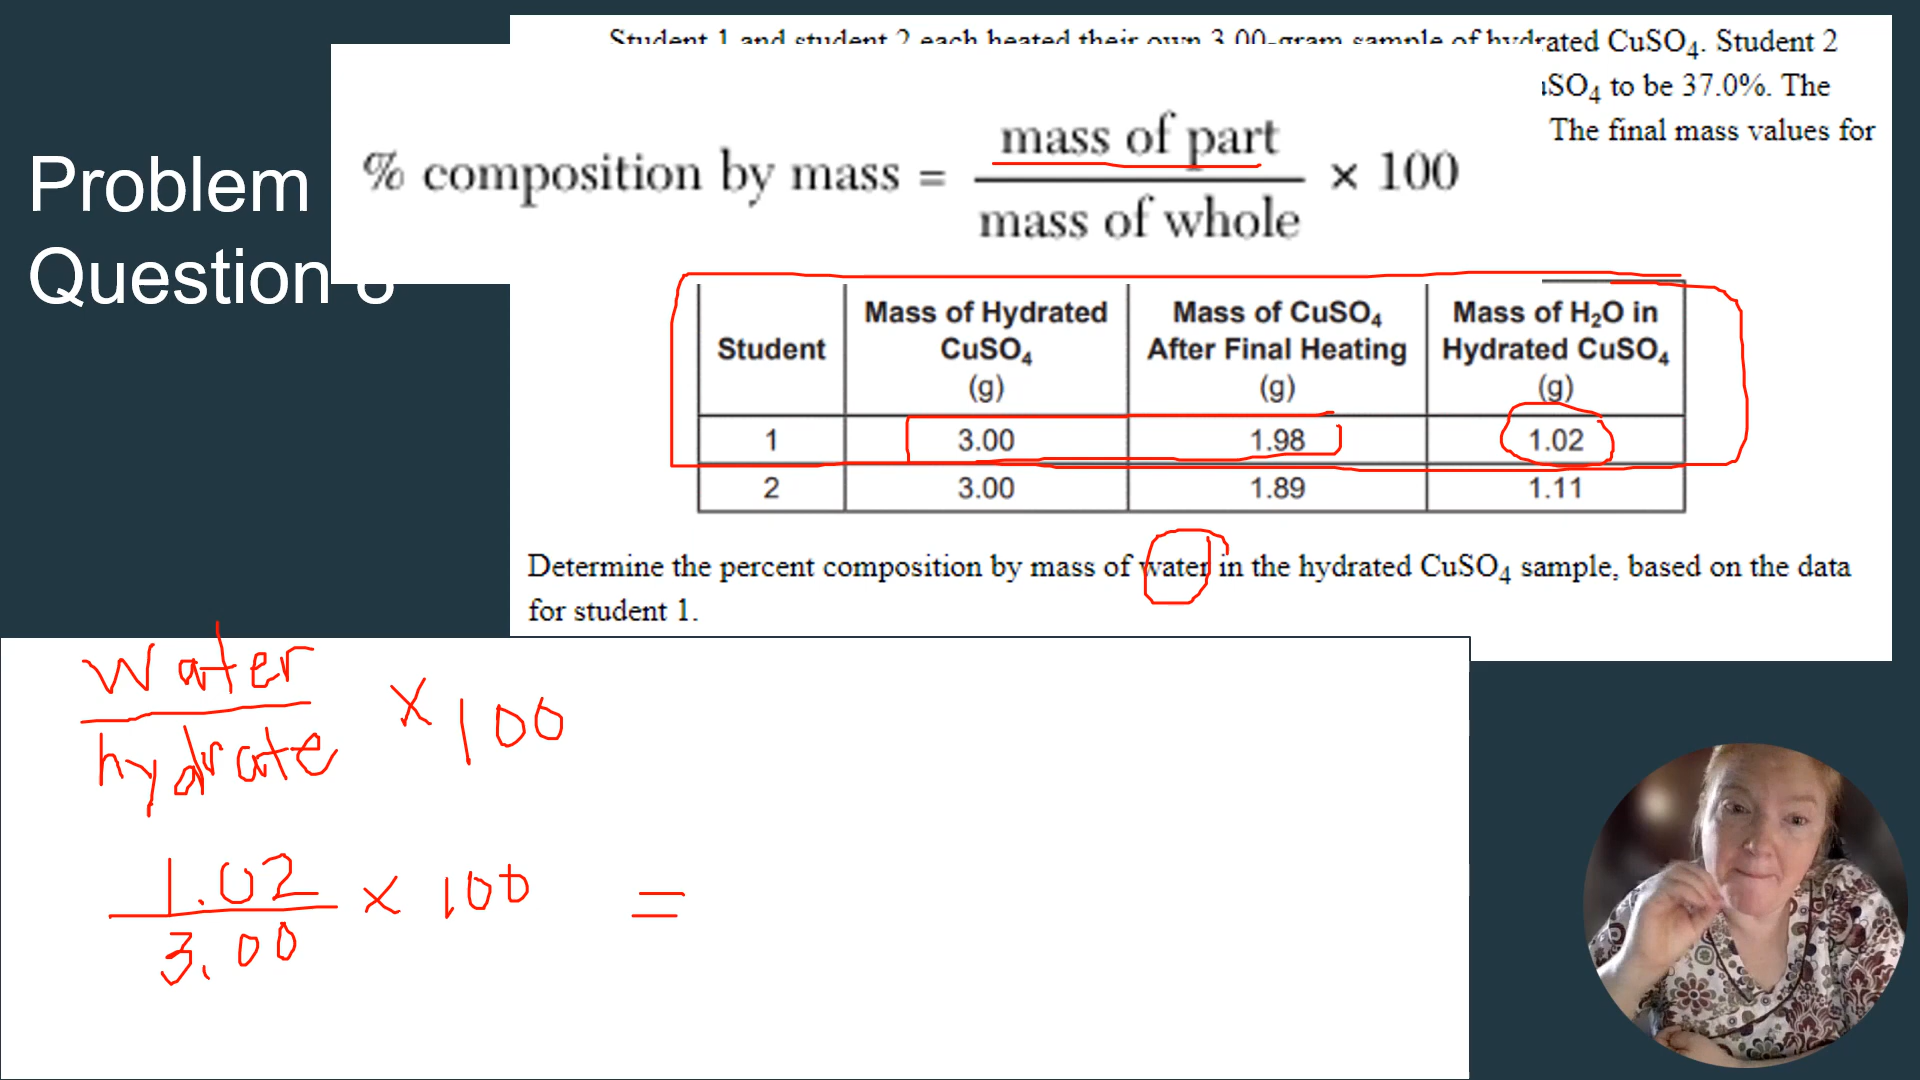 Problem
Question 8
Student 1 and student 2 each heated their own 3.00-gram sample of hydrated CuSO₄. Student 2
SO₄ to be 37.0%. The
The final mass values for
% composition by mass = mass of part / mass of whole × 100
Student | Mass of Hydrated CuSO₄ (g) | Mass of CuSO₄ After Final Heating (g) | Mass of H₂O in Hydrated CuSO₄ (g)
1 | 3.00 | 1.98 | 1.02
2 | 3.00 | 1.89 | 1.11
Determine the percent composition by mass of water in the hydrated CuSO₄ sample, based on the data
for student 1.
Water / hydrate × 100
1.02 / 3.00 × 100 =